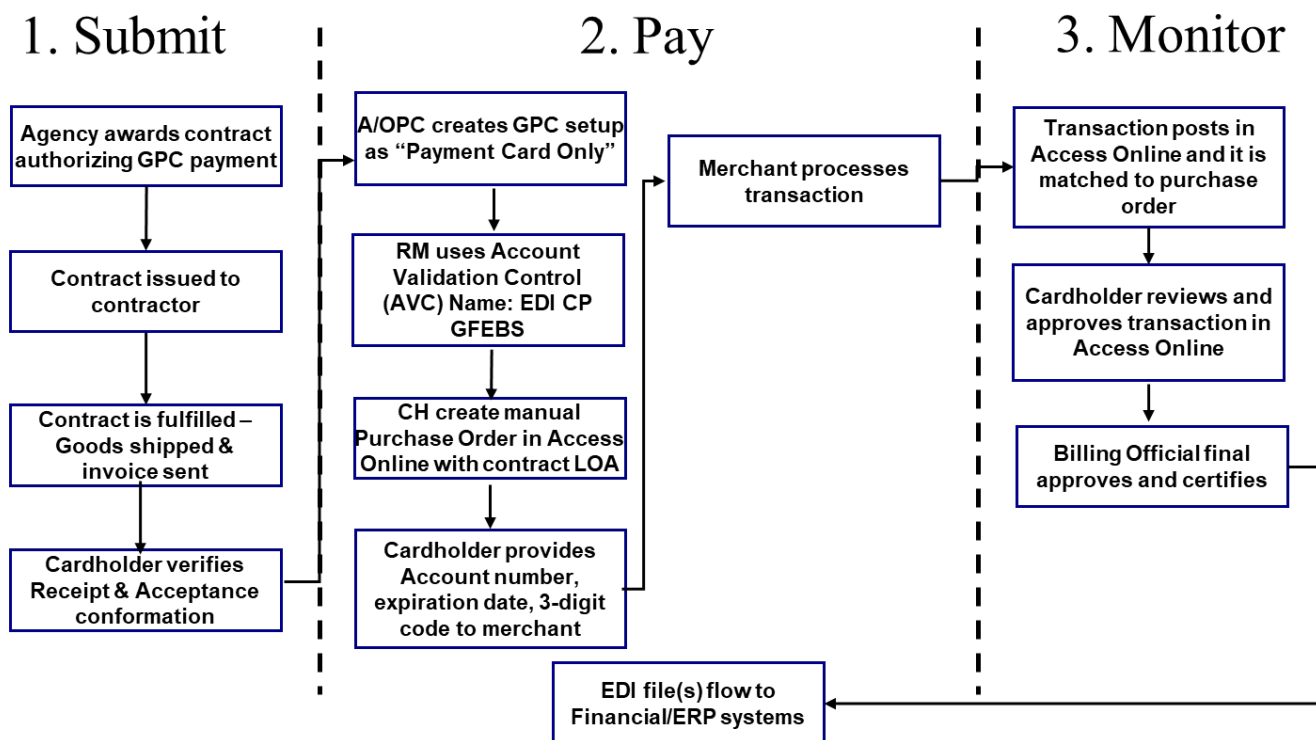 1. Submit
2. Pay
3. Monitor
Agency awards contract
authorizing GPC payment
Contract issued to
contractor
Contract is fulfilled –
Goods shipped &
invoice sent
Cardholder verifies
Receipt & Acceptance
conformation
A/OPC creates GPC setup
as “Payment Card Only”
RM uses Account
Validation Control
(AVC) Name: EDI CP
GFEBS
CH create manual
Purchase Order in Access
Online with contract LOA
Cardholder provides
Account number,
expiration date, 3-digit
code to merchant
Merchant processes
transaction
Transaction posts in
Access Online and it is
matched to purchase
order
Cardholder reviews and
approves transaction in
Access Online
Billing Official final
approves and certifies
EDI file(s) flow to
Financial/ERP systems